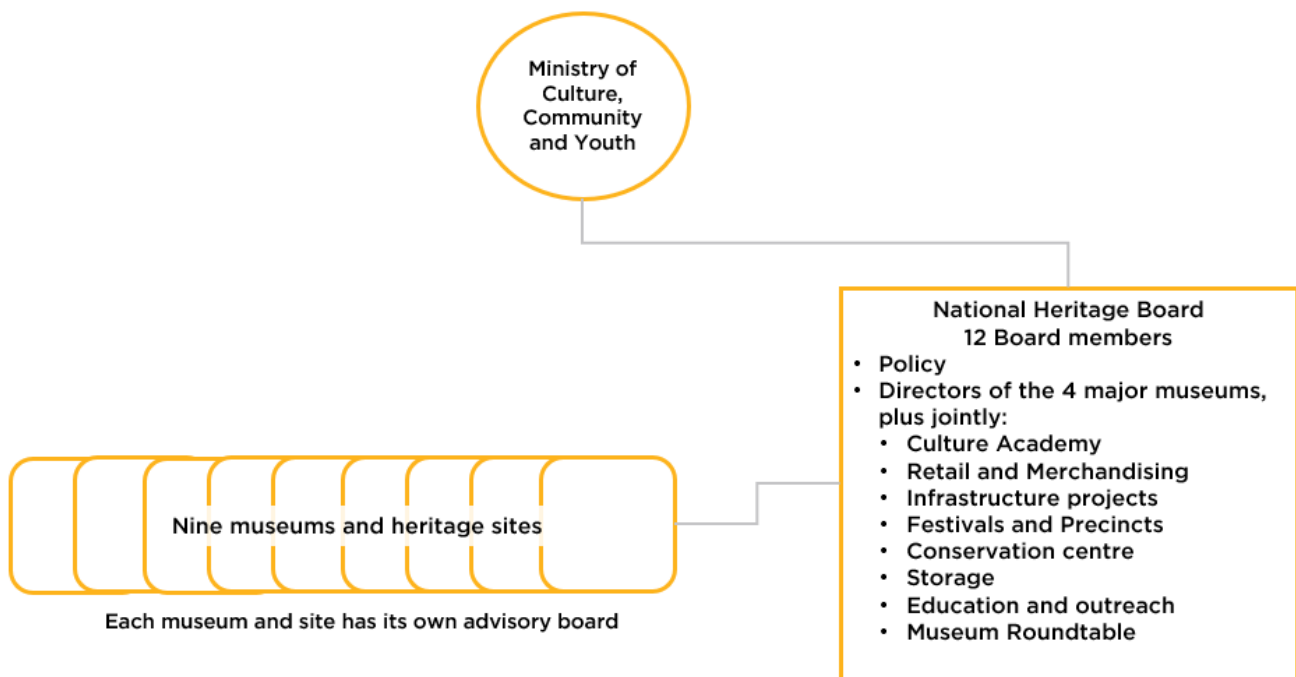 Ministry of
Culture,
Community
and Youth
National Heritage Board
12 Board members
• Policy
• Directors of the 4 major museums,
plus jointly:
• Culture Academy
• Retail and Merchandising
• Infrastructure projects
• Festivals and Precincts
• Conservation centre
• Storage
• Education and outreach
• Museum Roundtable
Nine museums and heritage sites
Each museum and site has its own advisory board